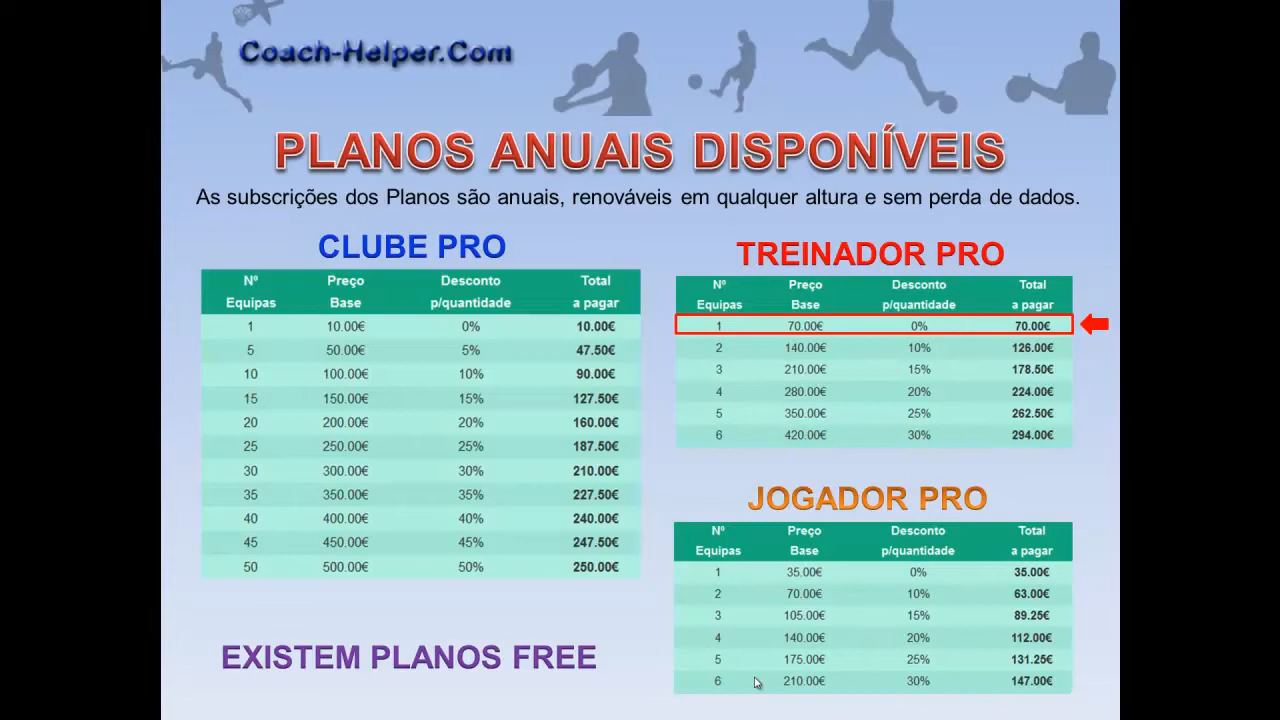 Coach-Helper.Com
PLANOS ANUAIS DISPONÍVEIS
As subscrições dos Planos são anuais, renováveis em qualquer altura e sem perda de dados.
CLUBE PRO
Nº Preço Desconto Total
Equipas Base p/quantidade a pagar
1 10.00€ 0% 10.00€
5 50.00€ 5% 47.50€
10 100.00€ 10% 90.00€
15 150.00€ 15% 127.50€
20 200.00€ 20% 160.00€
25 250.00€ 25% 187.50€
30 300.00€ 30% 210.00€
35 350.00€ 35% 227.50€
40 400.00€ 40% 240.00€
45 450.00€ 45% 247.50€
50 500.00€ 50% 250.00€
EXISTEM PLANOS FREE
TREINADOR PRO
Nº Preço Desconto Total
Equipas Base p/quantidade a pagar
1 70.00€ 0% 70.00€
2 140.00€ 10% 126.00€
3 210.00€ 15% 178.50€
4 280.00€ 20% 224.00€
5 350.00€ 25% 262.50€
6 420.00€ 30% 294.00€
JOGADOR PRO
Nº Preço Desconto Total
Equipas Base p/quantidade a pagar
1 35.00€ 0% 35.00€
2 70.00€ 10% 63.00€
3 105.00€ 15% 89.25€
4 140.00€ 20% 112.00€
5 175.00€ 25% 131.25€
6 210.00€ 30% 147.00€